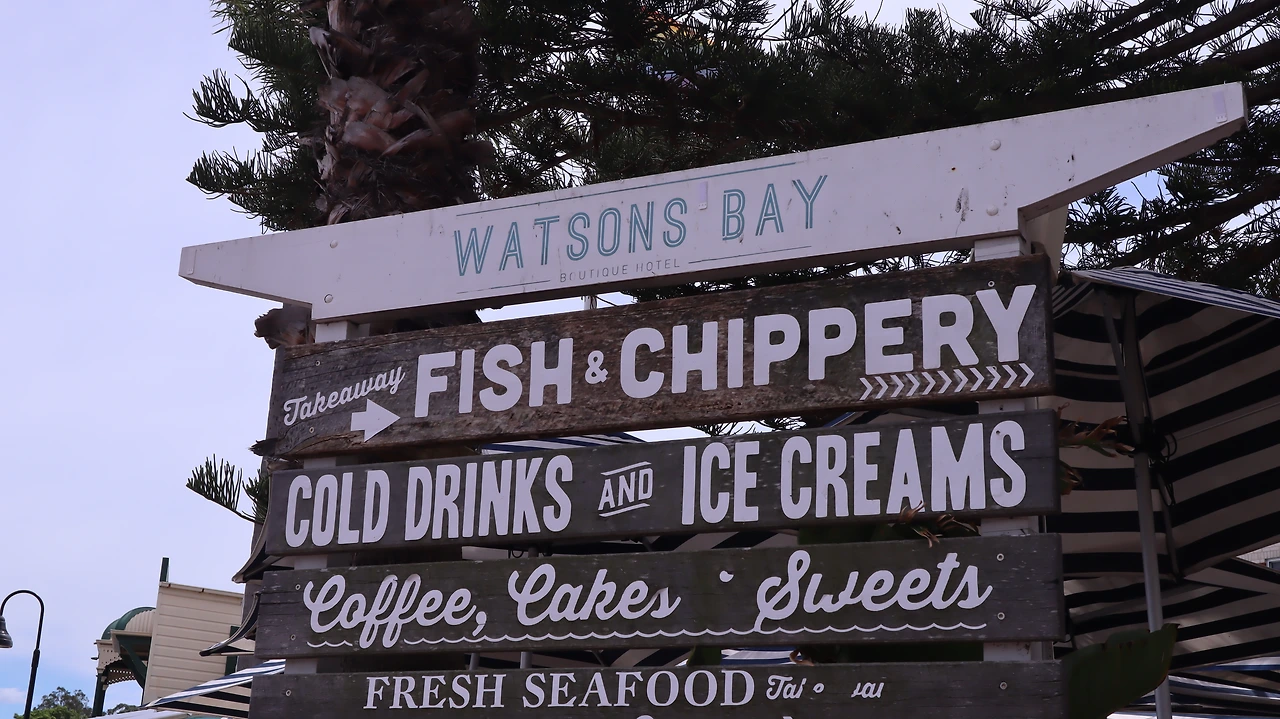 WATSONS BAY
BOUTIQUE HOTEL
Takeaway FISH & CHIPPERY
COLD DRINKS AND ICE CREAMS
Coffee, Cakes Sweets
FRESH SEAFOOD